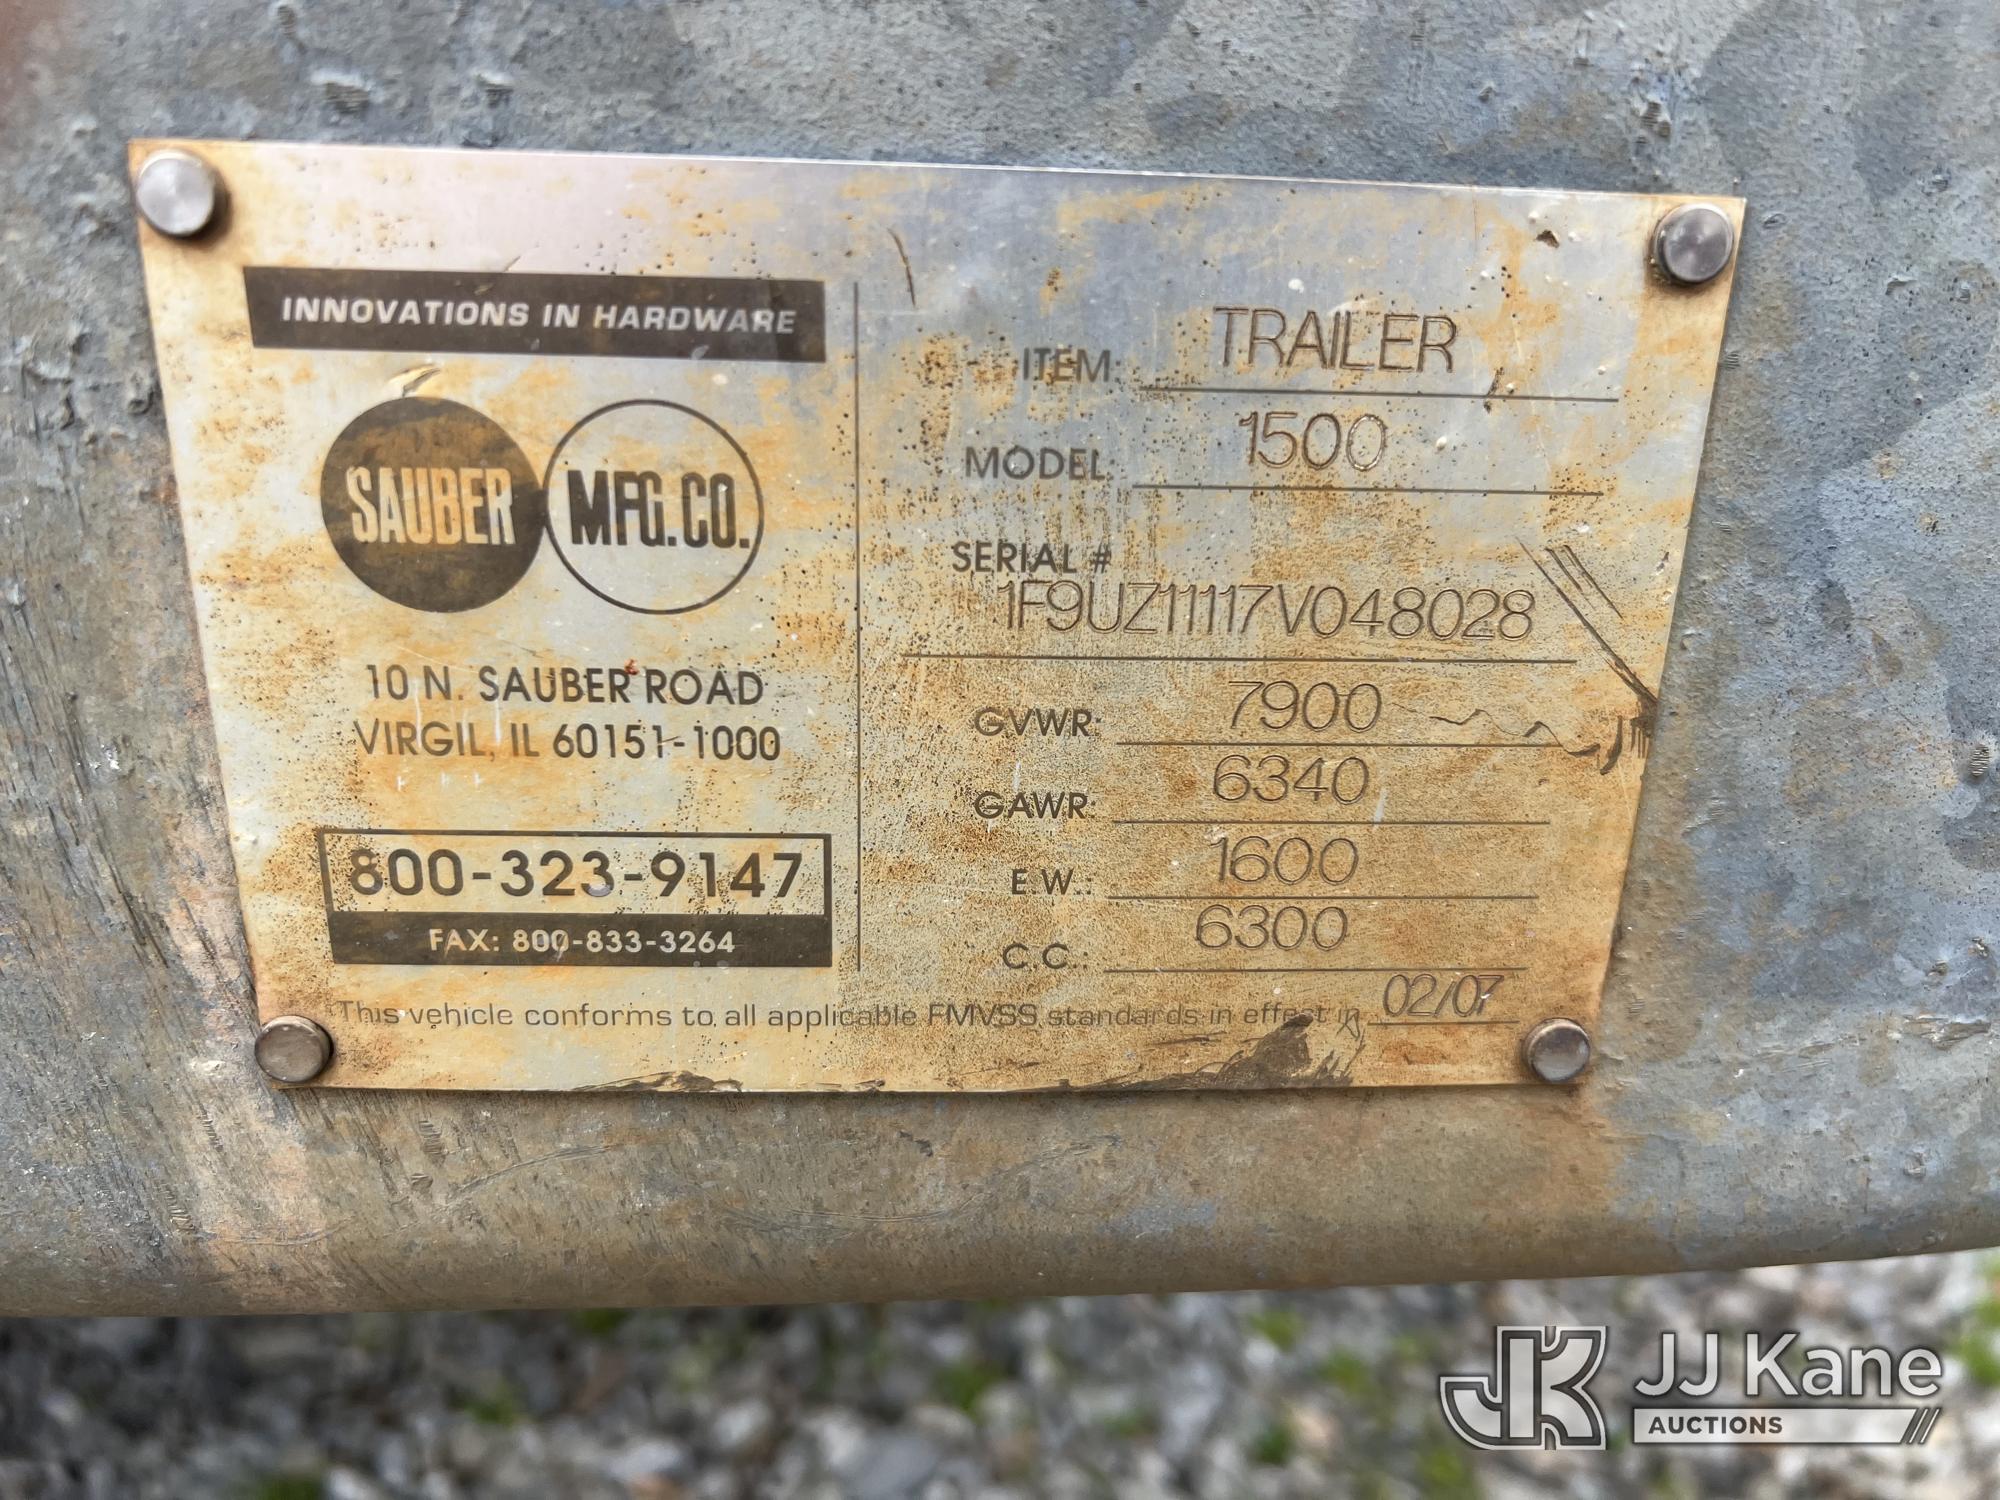 INNOVATIONS IN HARDWARE
SAUBER MFG.CO.
10 N. SAUBER ROAD
VIRGIL, IL 60151-1000
800-323-9147
FAX: 800-833-3264
ITEM: TRAILER
MODEL: 1500
SERIAL #
1F9UZ11117V048028
GVWR: 7900
GAWR: 6340
E.W.: 1600
C.C.: 6300
This vehicle conforms to all applicable FMVSS standards in effect in 02/07
JK JJ Kane
AUCTIONS